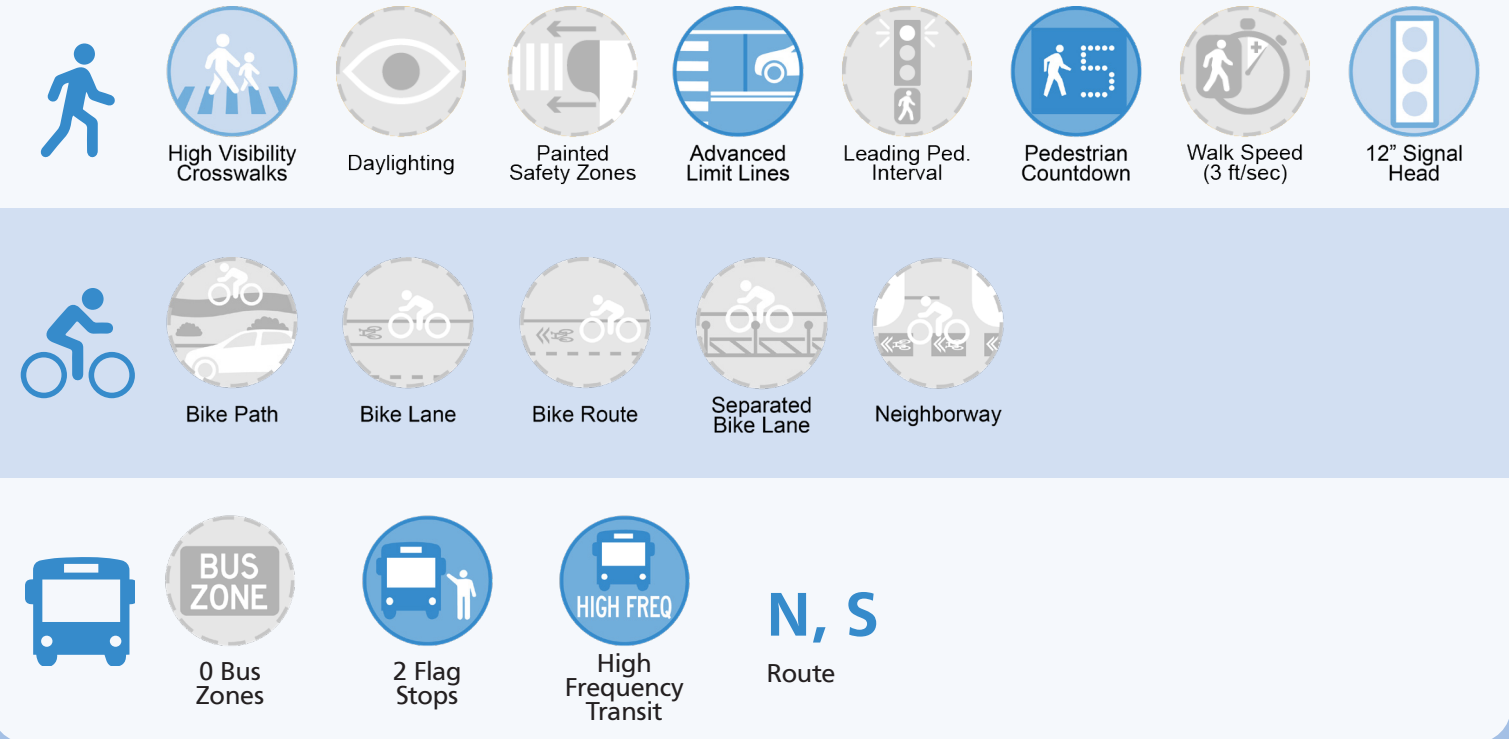 High Visibility
Crosswalks
Daylighting
Painted
Safety Zones
Advanced
Limit Lines
Leading Ped.
Interval
5
Pedestrian
Countdown
Walk Speed
(3 ft/sec)
12” Signal
Head
Bike Path
Bike Lane
Bike Route
Separated
Bike Lane
Neighborway
BUS
ZONE
0 Bus
Zones
2 Flag
Stops
HIGH FREQ
High
Frequency
Transit
N, S
Route